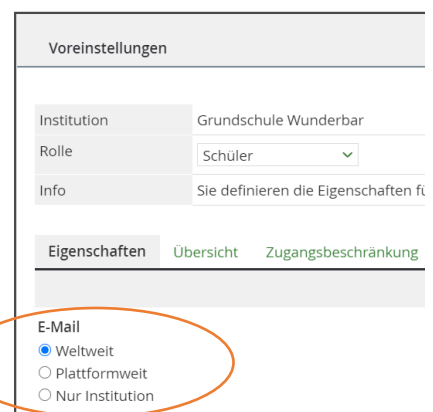 Voreinstellungen
Institution Grundschule Wunderbar
Rolle Schüler
Info Sie definieren die Eigenschaften
Eigenschaften Übersicht Zugangsbeschränkung
E-Mail
Weltweit
Plattformweit
Nur Institution